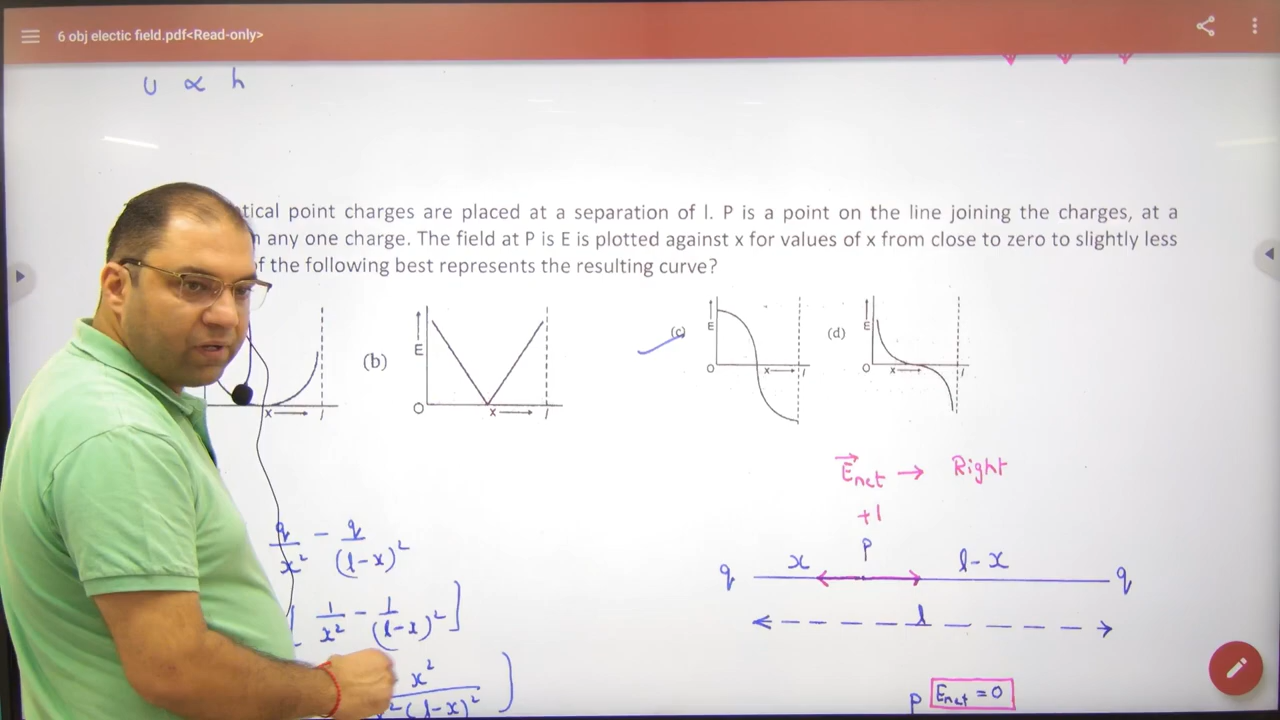 6 obj electic field.pdf<Read-only>
U ∝ h
tical point charges are placed at a separation of l. P is a point on the line joining the charges, at a
any one charge. The field at P is E is plotted against x for values of x from close to zero to slightly less
f the following best represents the resulting curve?
x l
(b) E O x l
(c) E O x l
(d) E O x l
E⃗net → Right
+1
q x P l-x q
l
q/x² - q/(l-x)²
[1/x² - 1/(l-x)²]
x²/(l-x)²
P Enet = 0